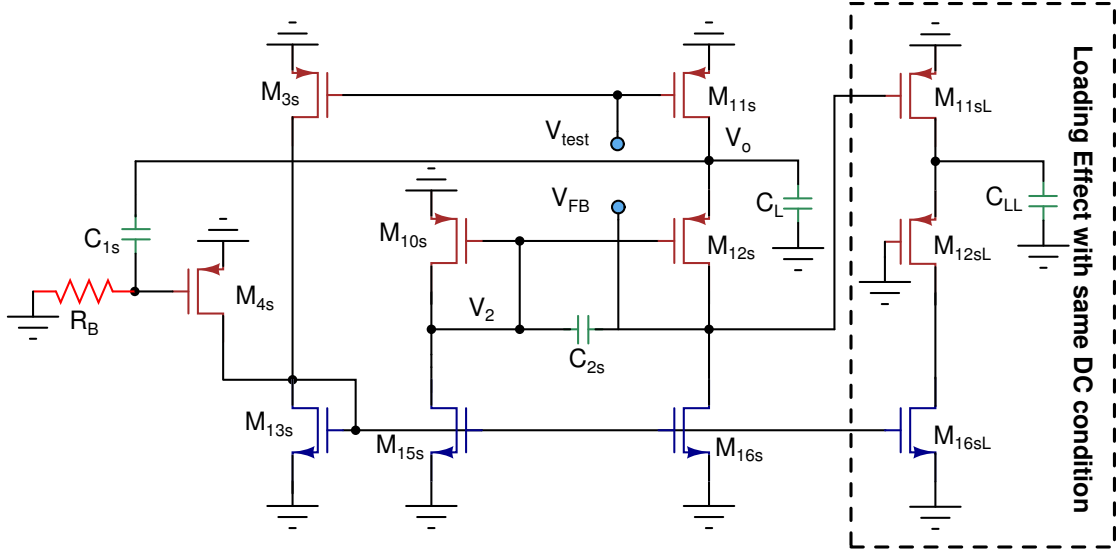 M3s
M11s
M11sL
Vtest
Vo
VFB
CL
CLL
C1s
M10s
M12s
M12sL
M4s
RB
V2
C2s
M13s
M15s
M16s
M16sL
Loading Effect with same DC condition